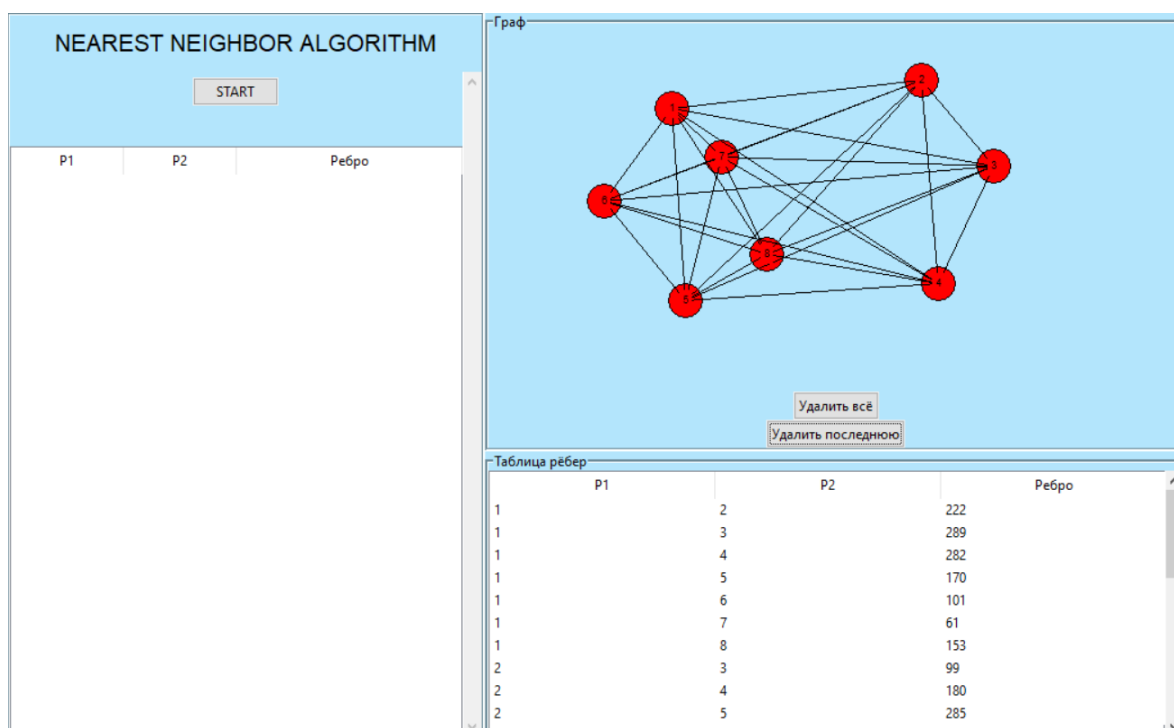 NEAREST NEIGHBOR ALGORITHM
START
P1 P2 Ребро
Граф
1
2
7
3
6
8
4
5
Удалить всё
Удалить последнюю
Таблица рёбер
P1 P2 Ребро
1 2 222
1 3 289
1 4 282
1 5 170
1 6 101
1 7 61
1 8 153
2 3 99
2 4 180
2 5 285